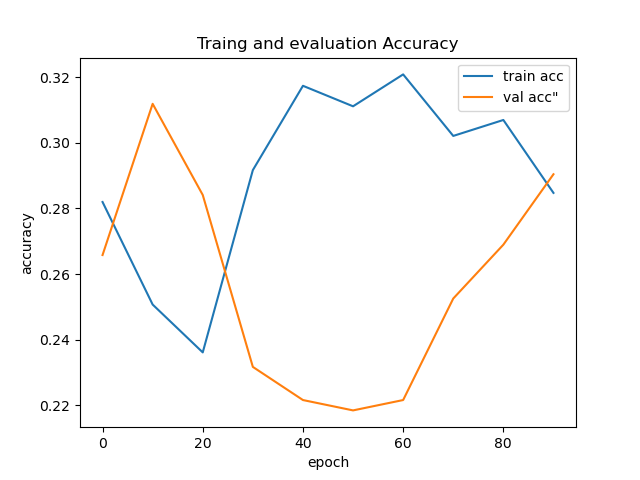 Traing and evaluation Accuracy
train acc
val acc"
0.32
0.30
0.28
0.26
0.24
0.22
accuracy
0 20 40 60 80
epoch